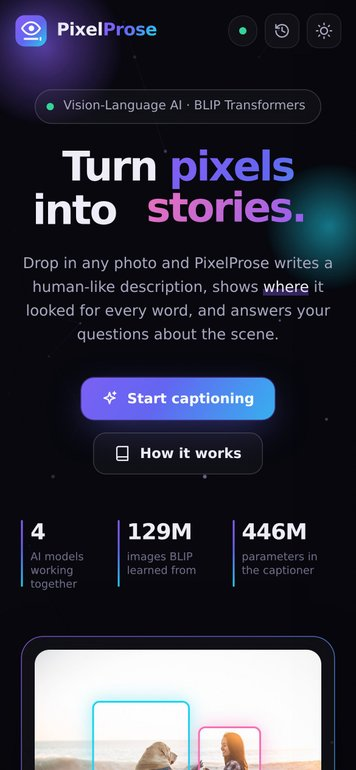 PixelProse
Vision-Language AI · BLIP Transformers
Turn pixels
into stories.
Drop in any photo and PixelProse writes a
human-like description, shows where it
looked for every word, and answers your
questions about the scene.
Start captioning
How it works
4
AI models
working
together
129M
images BLIP
learned from
446M
parameters in
the captioner